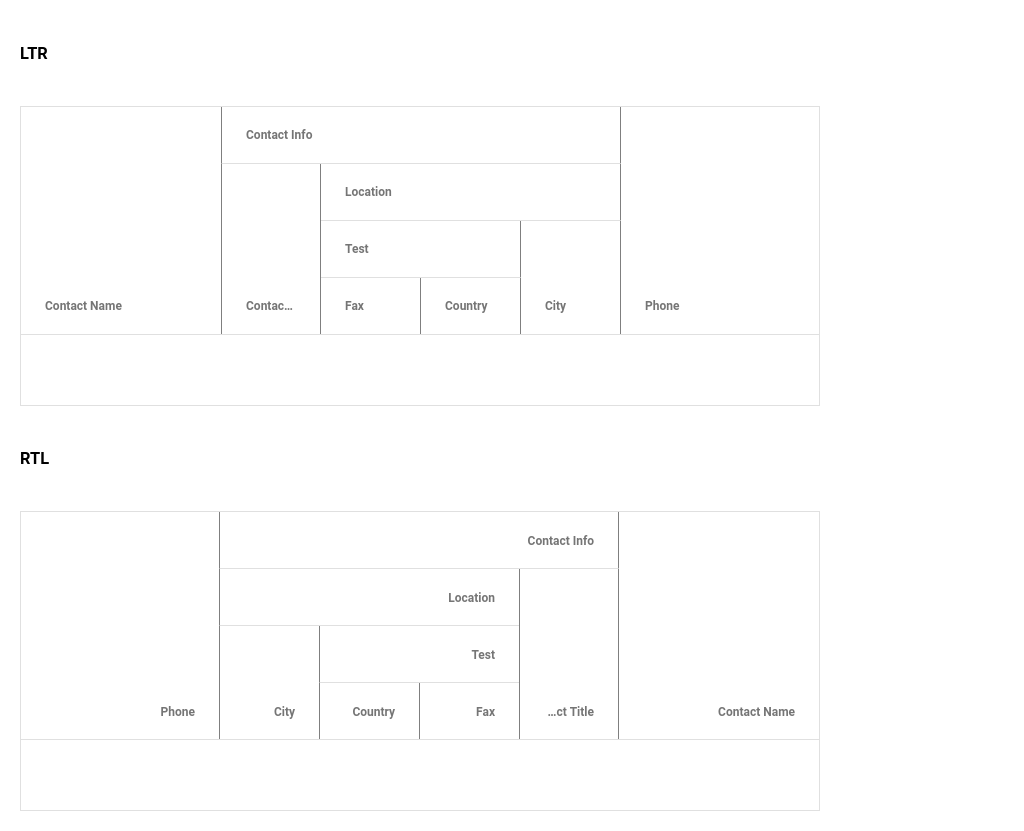 LTR
Contact Info
Location
Test
Contact Name
Contac...
Fax
Country
City
Phone
RTL
Contact Info
Location
Test
Phone
City
Country
Fax
...ct Title
Contact Name